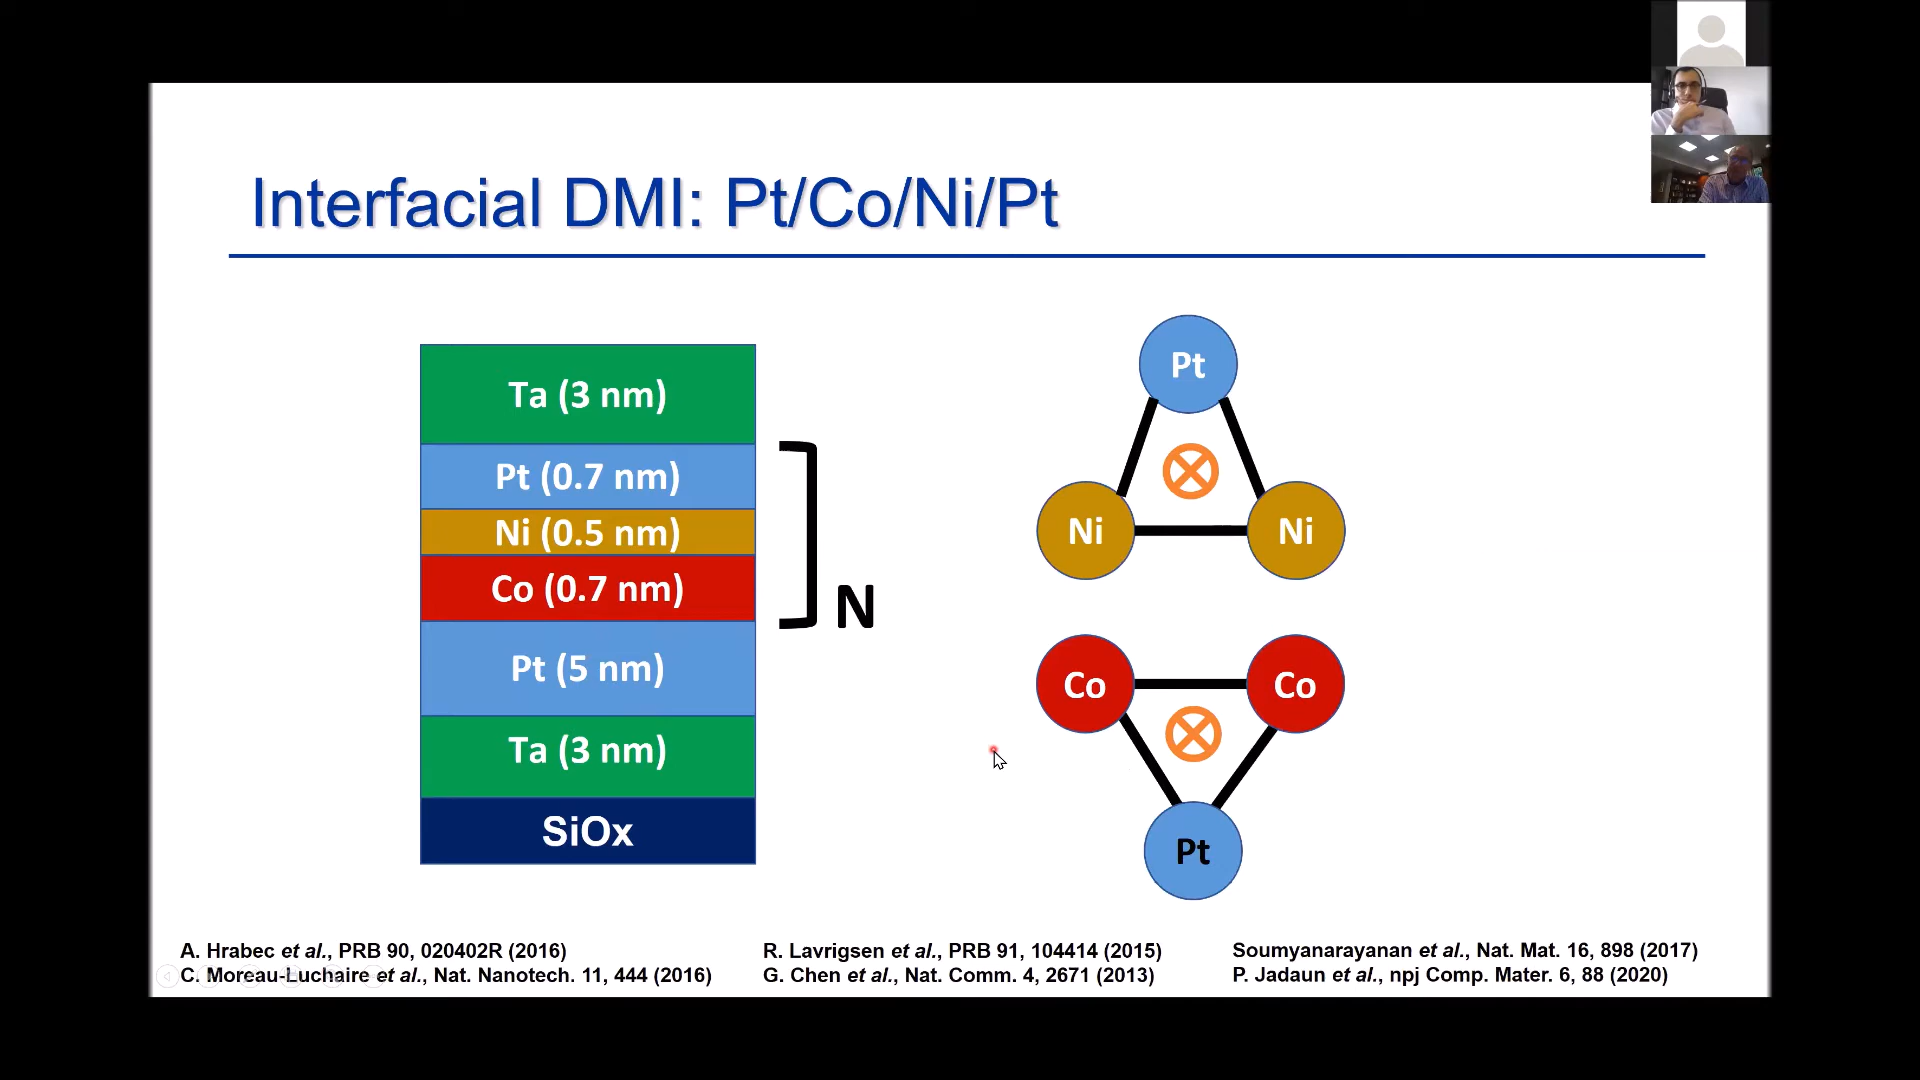 Interfacial DMI: Pt/Co/Ni/Pt
Ta (3 nm)
Pt (0.7 nm)
Ni (0.5 nm)
Co (0.7 nm)
N
Pt (5 nm)
Ta (3 nm)
SiOx
Pt
Ni
Ni
Co
Co
Pt
A. Hrabec et al., PRB 90, 020402R (2016)
C. Moreau-Luchaire et al., Nat. Nanotech. 11, 444 (2016)
R. Lavrigsen et al., PRB 91, 104414 (2015)
G. Chen et al., Nat. Comm. 4, 2671 (2013)
Soumyanarayanan et al., Nat. Mat. 16, 898 (2017)
P. Jadaun et al., npj Comp. Mater. 6, 88 (2020)